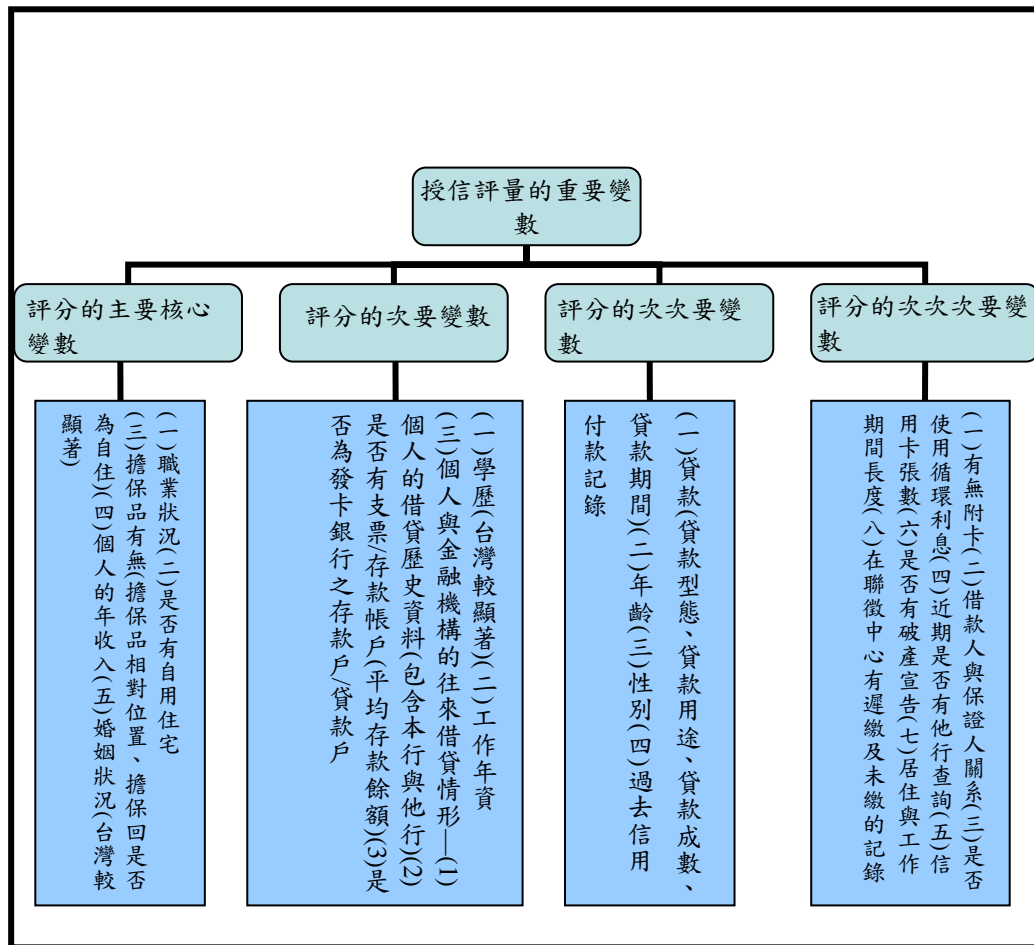 授信評量的重要變
數
評分的主要核心
變數
評分的次要變數
評分的次次要變
數
評分的次次次要變
數
(一)職業狀況(二)是否有自用住宅
(三)擔保品有無(擔保品相對位置、擔保回是否
為自住)(四)個人的年收入(五)婚姻狀況(台灣較
顯著)
(一)學歷(台灣較顯著)(二)工作年資
(三)個人與金融機構的往來借貸情形—(1)
個人的借貸歷史資料(包含本行與他行)(2)
是否有支票/存款帳戶(平均存款餘額)(3)是
否為發卡銀行之存款戶/貸款戶
(一)貸款(貸款型態、貸款用途、貸款成數、
貸款期間)(二)年齡(三)性別(四)過去信用
付款記錄
(一)有無附卡(二)借款人與保證人關系(三)是否
使用循環利息(四)近期是否有他行查詢(五)信
用卡張數(六)是否有破產宣告(七)居住與工作
期間長度(八)在聯徵中心有遲繳及未繳的記錄